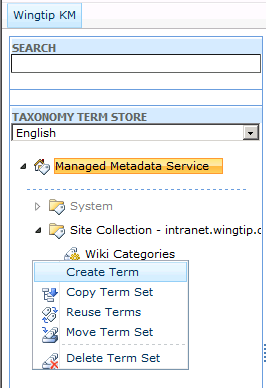 Wingtip KM
SEARCH
TAXONOMY TERM STORE
English
Managed Metadata Service
System
Site Collection - intranet.wingtip.c
Wiki Categories
Create Term
Copy Term Set
Reuse Terms
Move Term Set
Delete Term Set